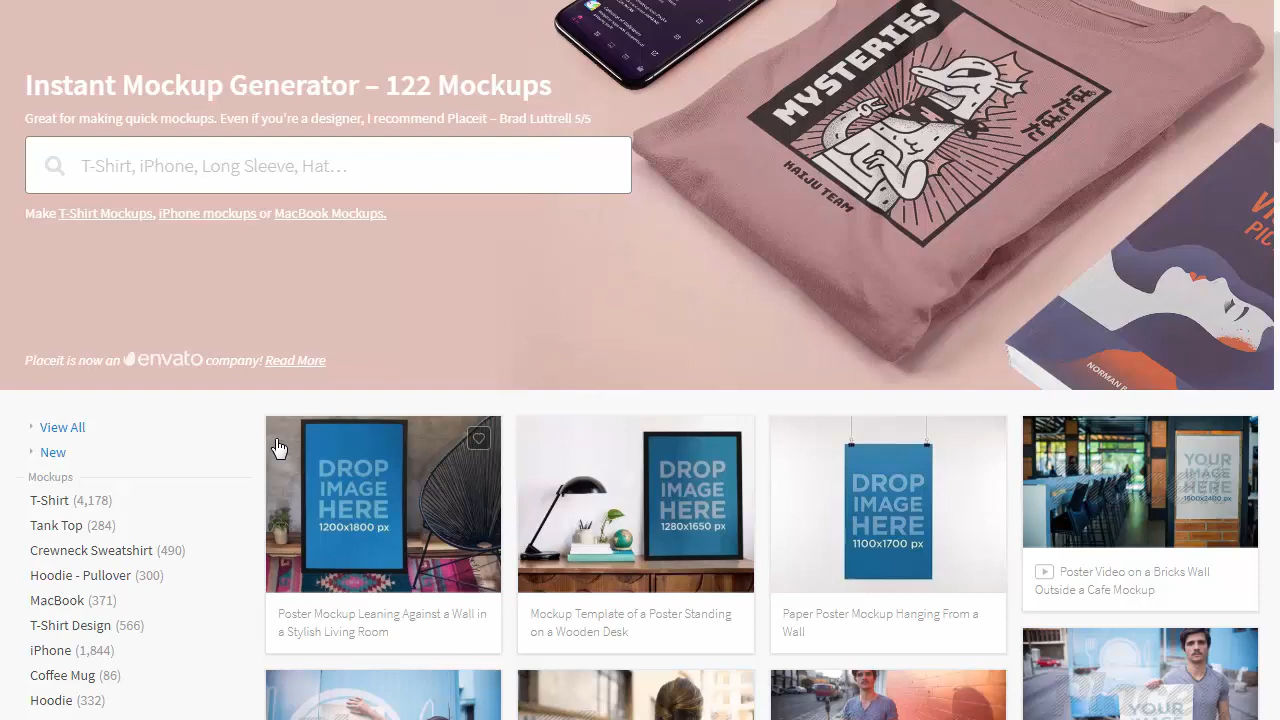 MYSTERIES
KAIJU TEAM
Instant Mockup Generator – 122 Mockups
Great for making quick mockups. Even if you're a designer, I recommend Placeit – Brad Luttrell 5/5
T-Shirt, iPhone, Long Sleeve, Hat…
Make T-Shirt Mockups, iPhone mockups or MacBook Mockups.
Placeit is now an envato company! Read More
NORMAN
View All
New
Mockups
T-Shirt (4,178)
Tank Top (284)
Crewneck Sweatshirt (490)
Hoodie - Pullover (300)
MacBook (371)
T-Shirt Design (566)
iPhone (1,844)
Coffee Mug (86)
Hoodie (332)
DROP
IMAGE
HERE
1200x1800 px
Poster Mockup Leaning Against a Wall in
a Stylish Living Room
DROP
IMAGE
HERE
1280x1650 px
Mockup Template of a Poster Standing
on a Wooden Desk
DROP
IMAGE
HERE
1100x1700 px
Paper Poster Mockup Hanging From a
Wall
YOUR
IMAGE
HERE
1600x2400 px
Poster Video on a Bricks Wall
Outside a Cafe Mockup
YOUR